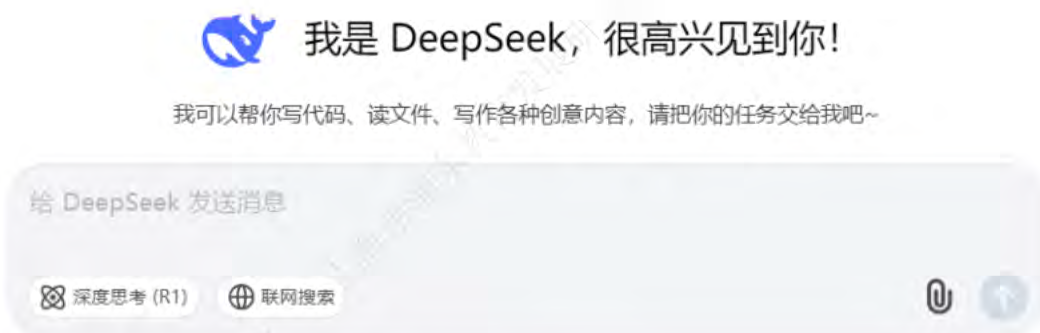 我是 DeepSeek，很高兴见到你！
我可以帮你写代码、读文件、写作各种创意内容，请把你的任务交给我吧~
给 DeepSeek 发送消息
深度思考 (R1) 联网搜索